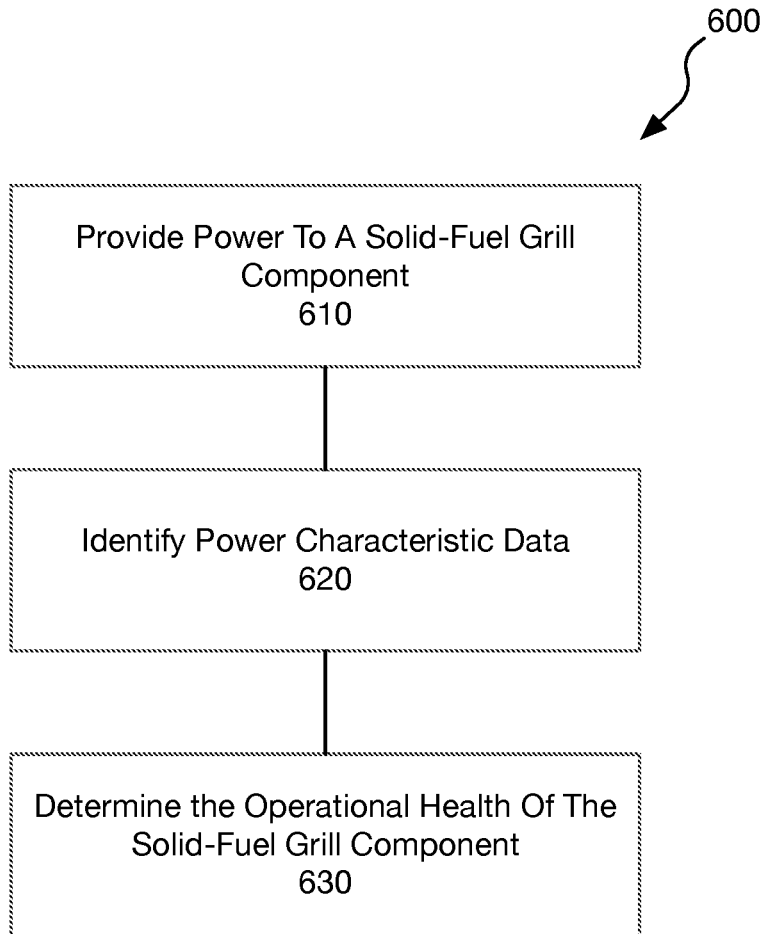 600
Provide Power To A Solid-Fuel Grill
Component
610
Identify Power Characteristic Data
620
Determine the Operational Health Of The
Solid-Fuel Grill Component
630